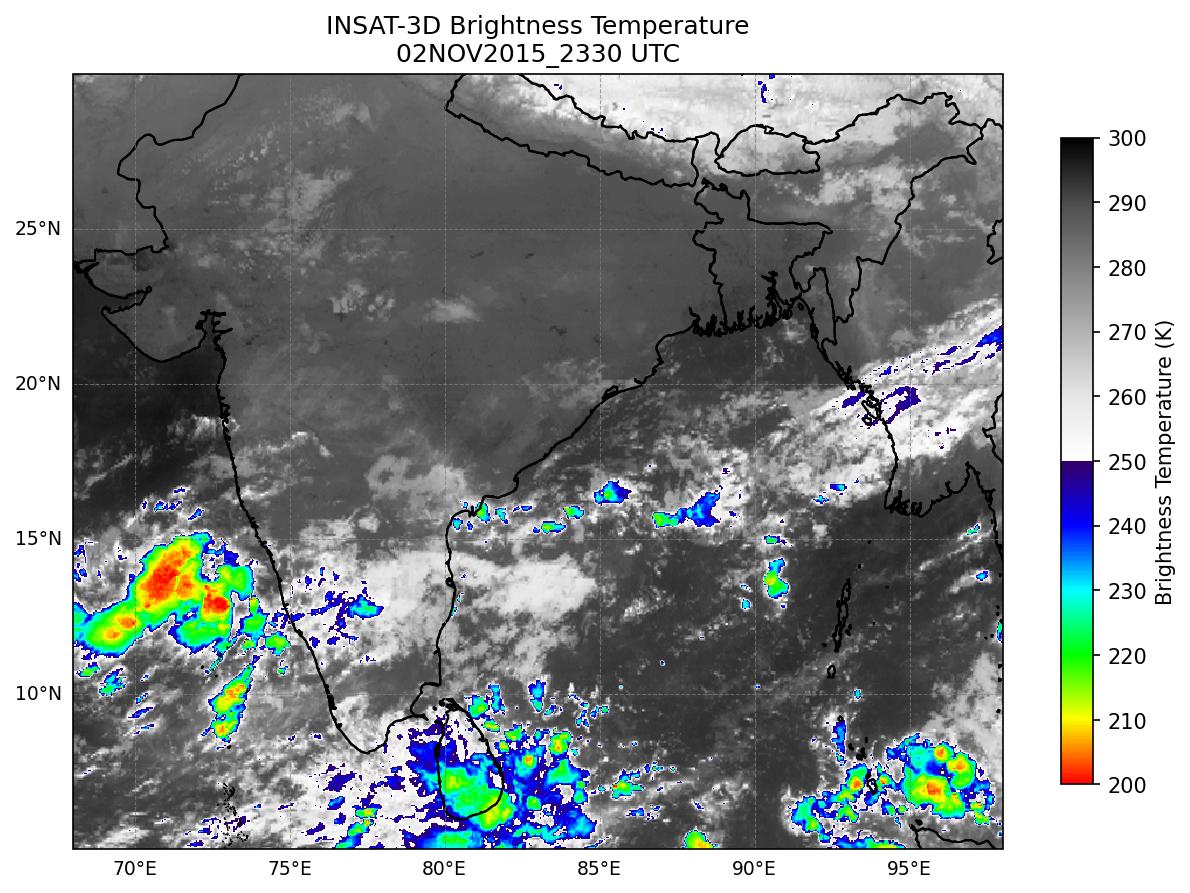 INSAT-3D Brightness Temperature
02NOV2015_2330 UTC
25°N
20°N
15°N
10°N
70°E
75°E
80°E
85°E
90°E
95°E
300
290
280
270
260
250
240
230
220
210
200
Brightness Temperature (K)